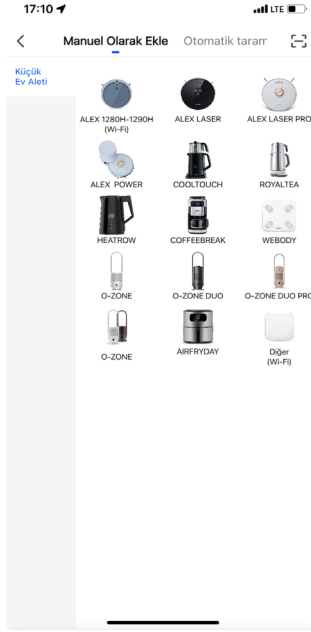 17:10
LTE
Manuel Olarak Ekle Otomatik taram
Küçük
Ev Aleti
ALEX 1280H-1290H
(Wi-Fi)
ALEX LASER
ALEX LASER PRO
ALEX POWER
COOLTOUCH
ROYALTEA
HEATROW
COFFEEBREAK
WEBODY
O-ZONE
O-ZONE DUO
O-ZONE DUO PRO
O-ZONE
AIRFRYDAY
Diğer
(Wi-Fi)